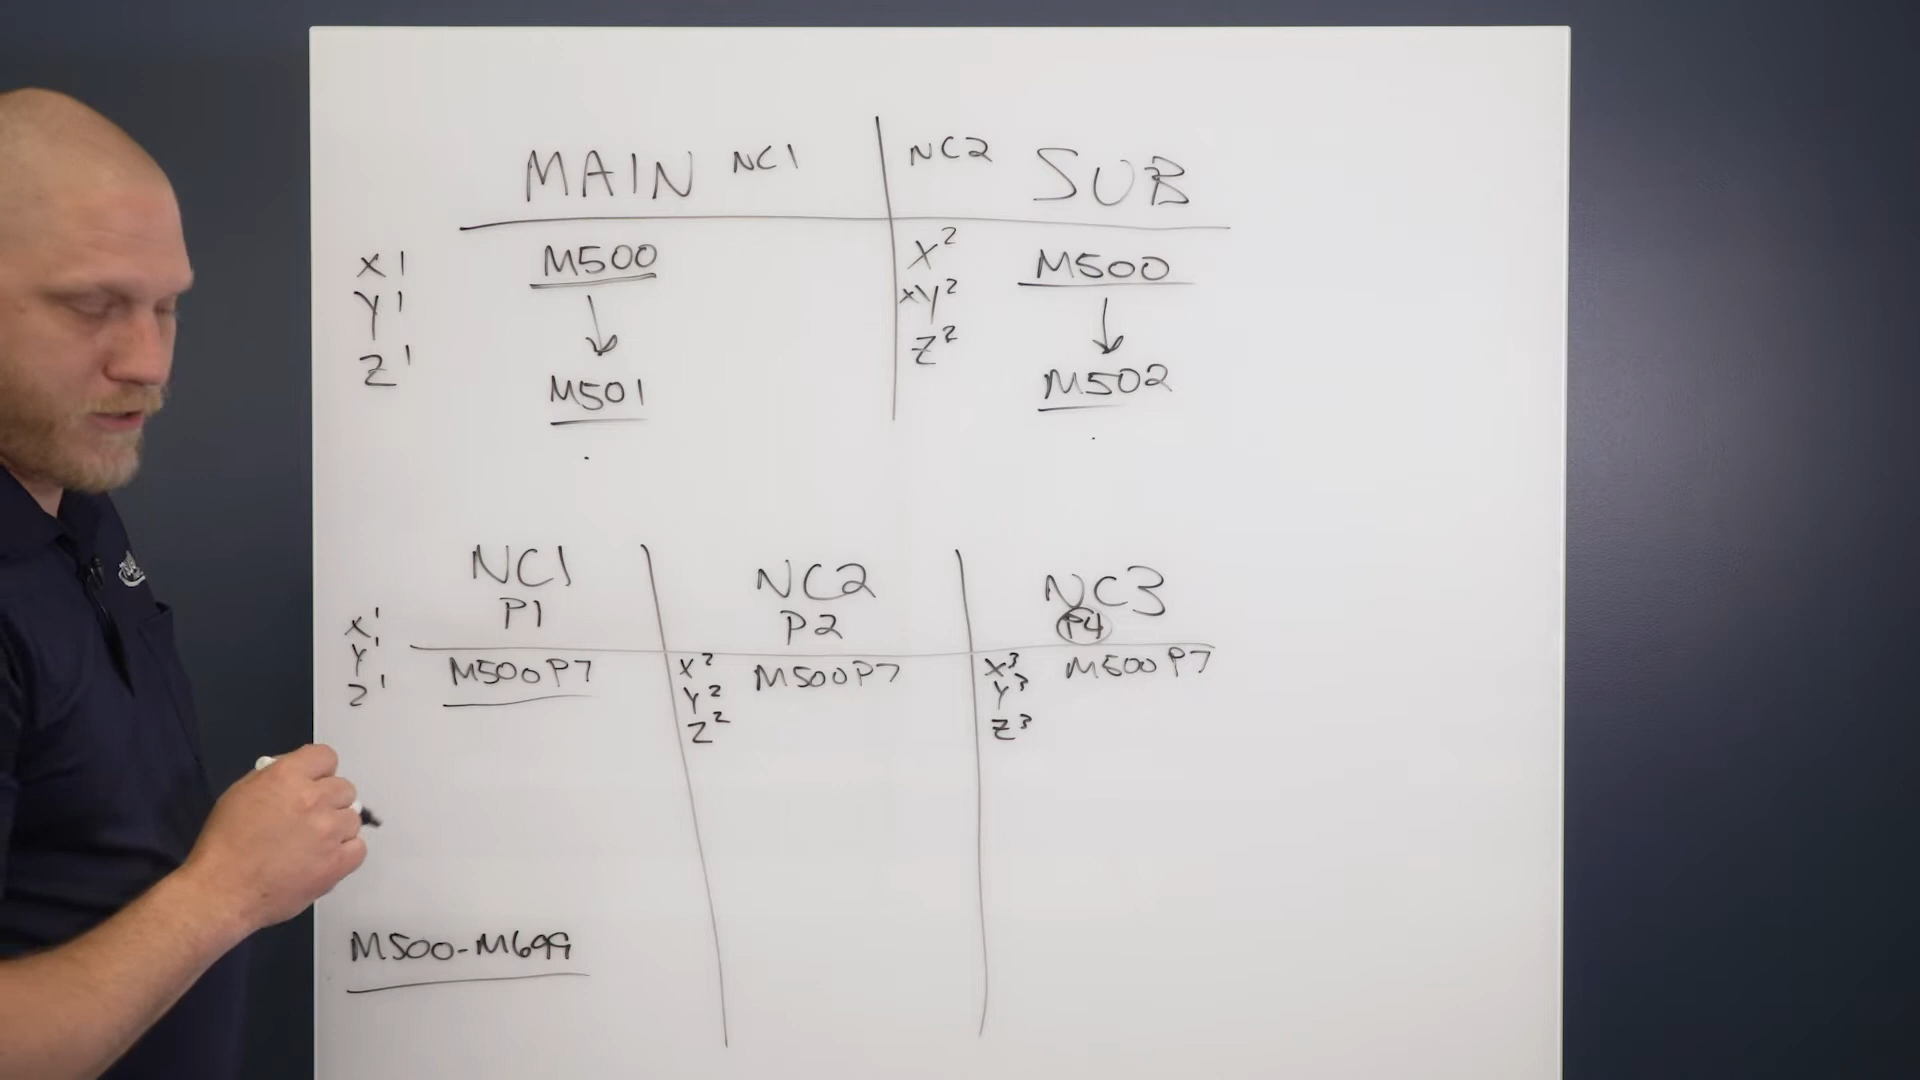 MAIN NC1
NC2 SUB
X1
Y1
Z1
M500
M501
X2
XY2
Z2
M500
M502
NC1
P1
X1
Y1
Z1
M500P7
NC2
P2
X2
Y2
Z2
M500P7
NC3
P4
X3
Y3
Z3
M500P7
M500-M699